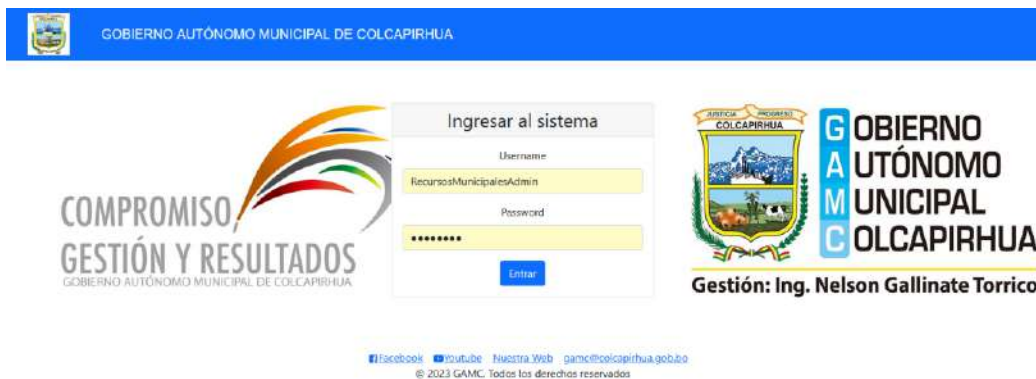 GOBIERNO AUTÓNOMO MUNICIPAL DE COLCAPIRHUA
COMPROMISO,
GESTIÓN Y RESULTADOS
GOBIERNO AUTÓNOMO MUNICIPAL DE COLCAPIRHUA
Ingresar al sistema
Username
RecursosMunicipalesAdmin
Password
••••••••
Entrar
JUSTICIA PROGRESO
COLCAPIRHUA
GOBIERNO
AUTÓNOMO
MUNICIPAL
COLCAPIRHUA
Gestión: Ing. Nelson Gallinate Torrico
Facebook Youtube Nuestra Web gamc@colcapirhua.gob.bo
© 2023 GAMC. Todos los derechos reservados